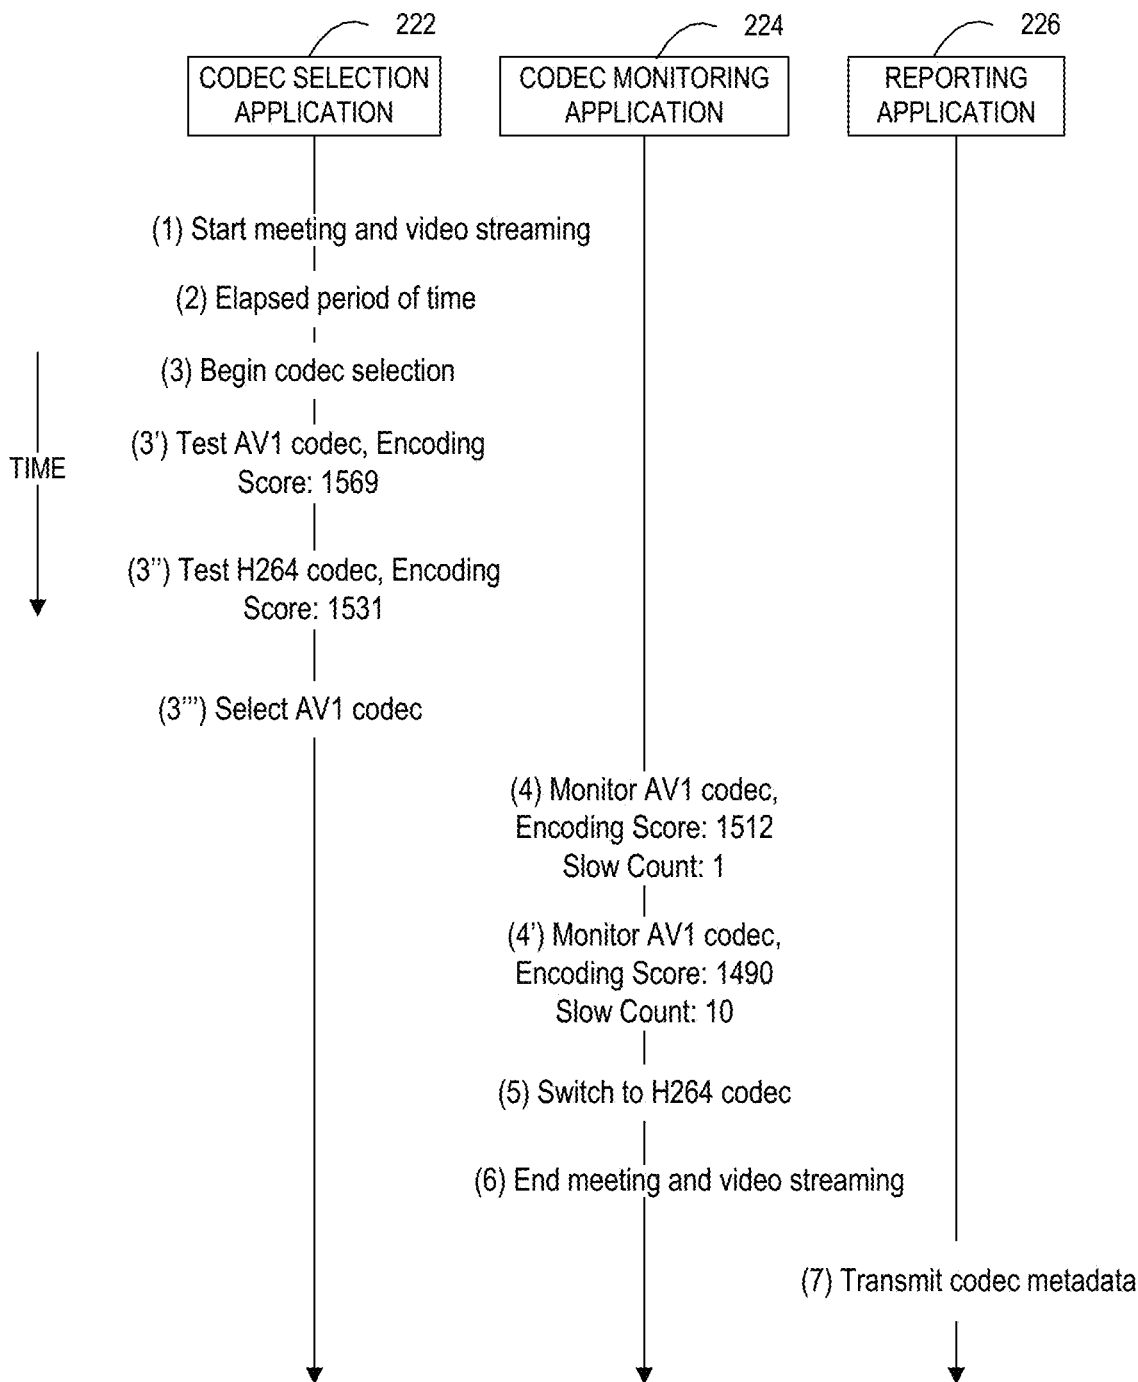 222
224
226
CODEC SELECTION
APPLICATION
CODEC MONITORING
APPLICATION
REPORTING
APPLICATION
(1) Start meeting and video streaming
(2) Elapsed period of time
(3) Begin codec selection
(3') Test AV1 codec, Encoding
Score: 1569
TIME
(3'') Test H264 codec, Encoding
Score: 1531
(3''') Select AV1 codec
(4) Monitor AV1 codec,
Encoding Score: 1512
Slow Count: 1
(4') Monitor AV1 codec,
Encoding Score: 1490
Slow Count: 10
(5) Switch to H264 codec
(6) End meeting and video streaming
(7) Transmit codec metadata